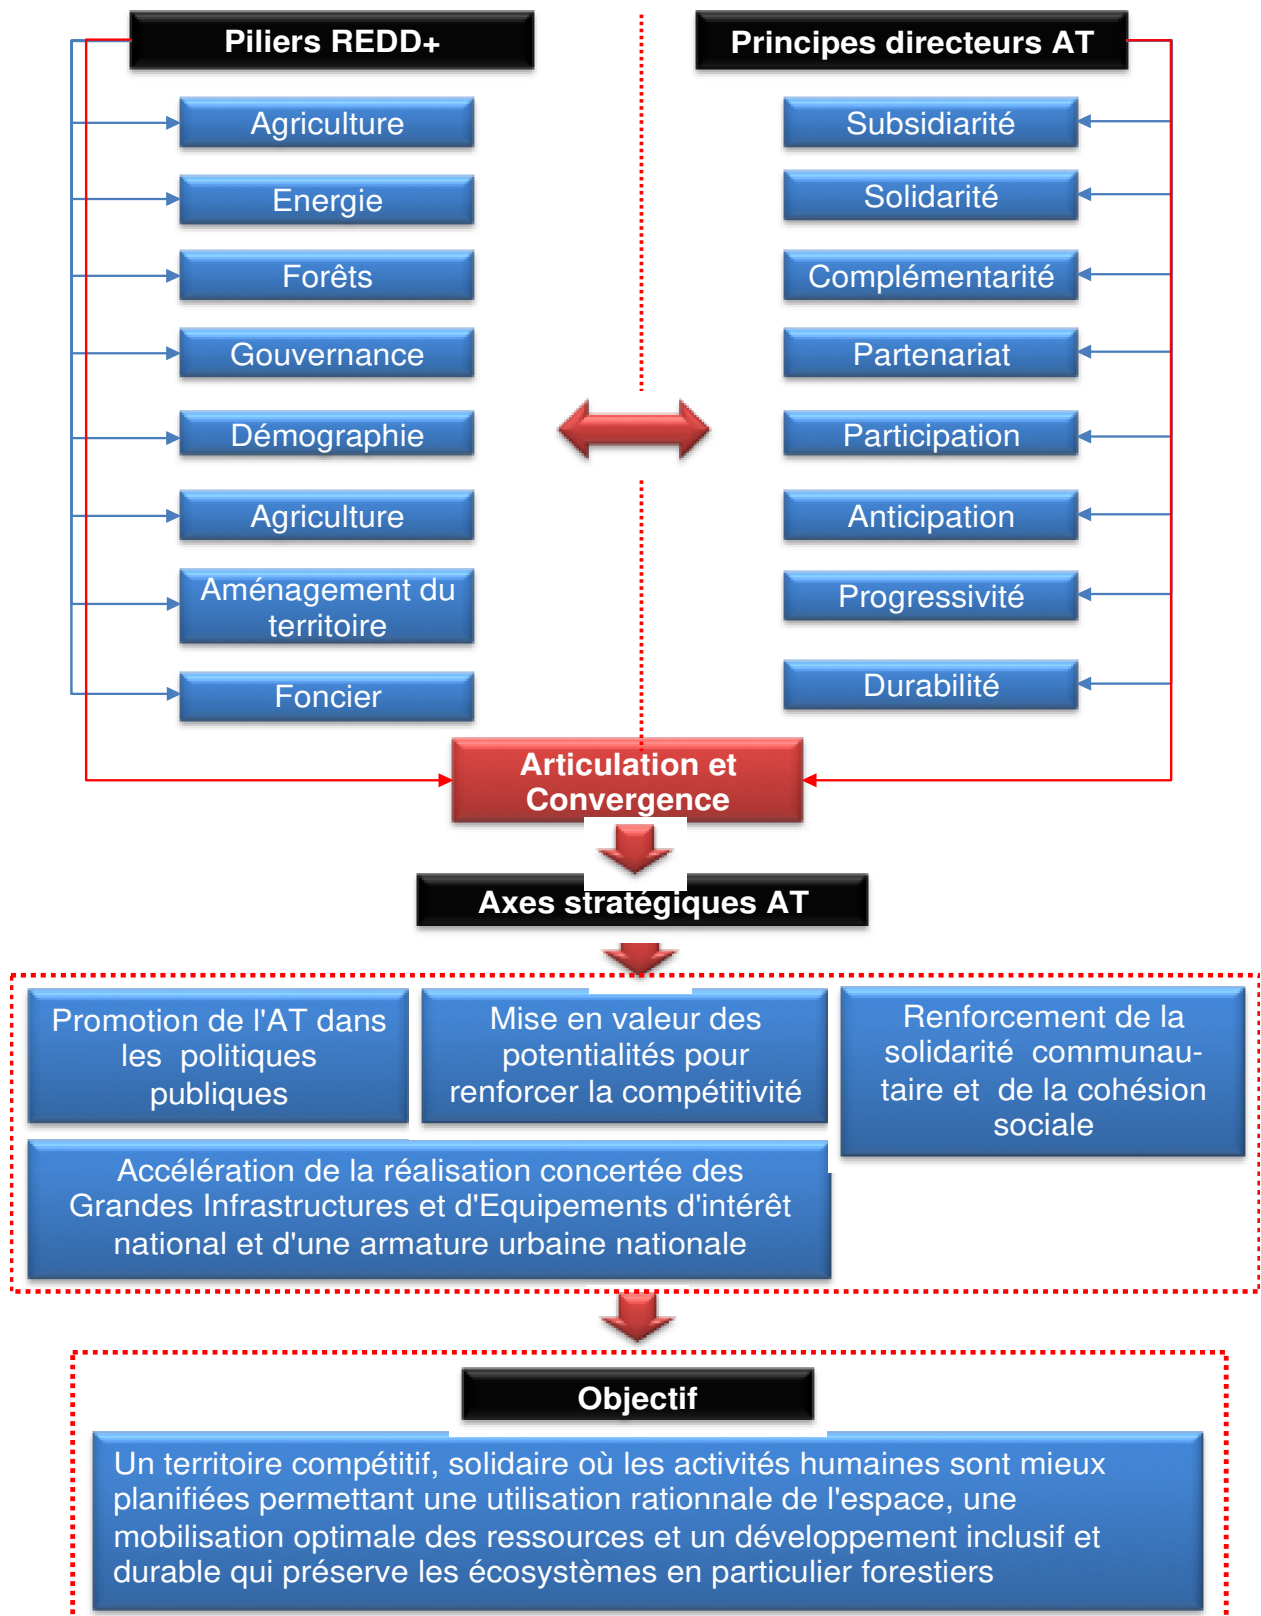 Piliers REDD+
Agriculture
Energie
Forêts
Gouvernance
Démographie
Agriculture
Aménagement du
territoire
Foncier
Principes directeurs AT
Subsidiarité
Solidarité
Complémentarité
Partenariat
Participation
Anticipation
Progressivité
Durabilité
Articulation et
Convergence
Axes stratégiques AT
Promotion de l'AT dans
les politiques
publiques
Mise en valeur des
potentialités pour
renforcer la compétitivité
Renforcement de la
solidarité communau-
taire et de la cohésion
sociale
Accélération de la réalisation concertée des
Grandes Infrastructures et d'Equipements d'intérêt
national et d'une armature urbaine nationale
Objectif
Un territoire compétitif, solidaire où les activités humaines sont mieux
planifiées permettant une utilisation rationnale de l'espace, une
mobilisation optimale des ressources et un développement inclusif et
durable qui préserve les écosystèmes en particulier forestiers